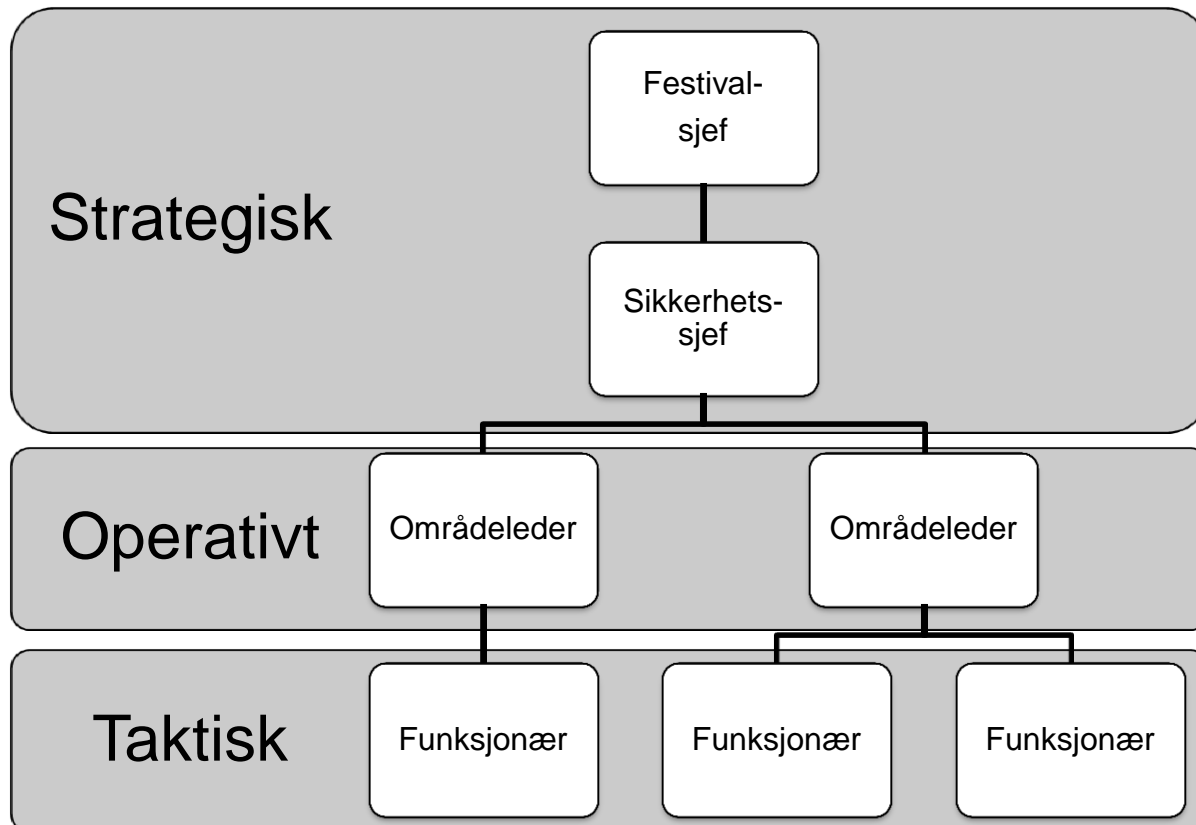 Strategisk
Festival-
sjef
Sikkerhets-
sjef
Operativt
Områdeleder
Områdeleder
Taktisk
Funksjonær
Funksjonær
Funksjonær